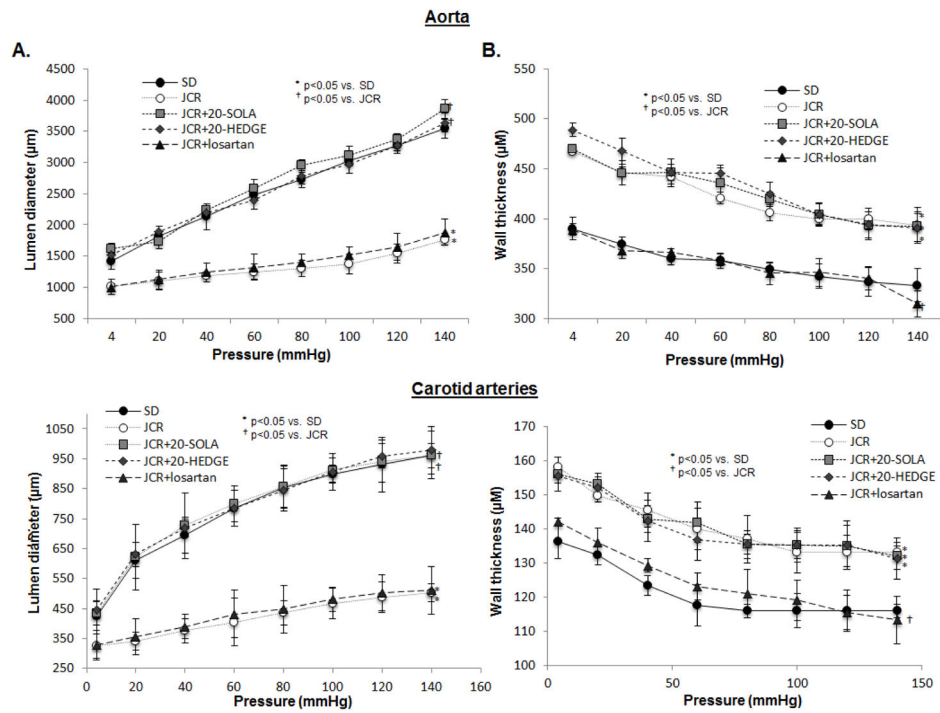 Aorta
A.
4500
4000
3500
3000
2500
2000
1500
1000
500
Lumen diameter (µm)
SD
JCR
JCR+20-SOLA
JCR+20-HEDGE
JCR+losartan
* p<0.05 vs. SD
† p<0.05 vs. JCR
†
†
*
*
4 20 40 60 80 100 120 140
Pressure (mmHg)
B.
550
500
450
400
350
300
Wall thickness (µM)
* p<0.05 vs. SD
† p<0.05 vs. JCR
SD
JCR
JCR+20-SOLA
JCR+20-HEDGE
JCR+losartan
*
*
*
†
4 20 40 60 80 100 120 140
Pressure (mmHg)
Carotid arteries
1050
950
850
750
650
550
450
350
250
Luhmen diameter (µm)
SD
JCR
JCR+20-SOLA
JCR+20-HEDGE
JCR+losartan
* p<0.05 vs. SD
† p<0.05 vs. JCR
†
†
*
*
0 20 40 60 80 100 120 140 160
Pressure (mmHg)
170
160
150
140
130
120
110
100
Wall thickness (µM)
* p<0.05 vs. SD
† p<0.05 vs. JCR
SD
JCR
JCR+20-SOLA
JCR+20-HEDGE
JCR+losartan
*
*
*
†
0 50 100 150
Pressure (mmHg)